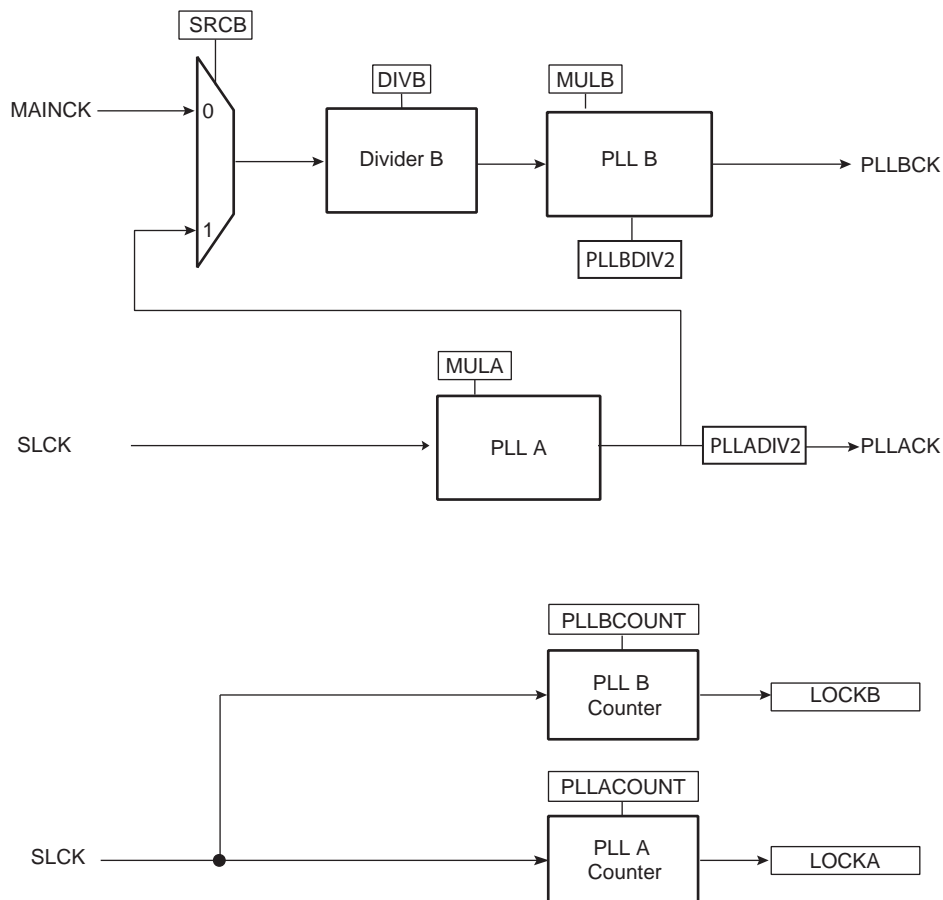 SRCB
MAINCK
0
DIVB
MULB
Divider B
PLL B
PLLBCK
1
PLLBDIV2
MULA
SLCK
PLL A
PLLADIV2
PLLACK
PLLBCOUNT
PLL B
Counter
LOCKB
PLLACOUNT
SLCK
PLL A
Counter
LOCKA